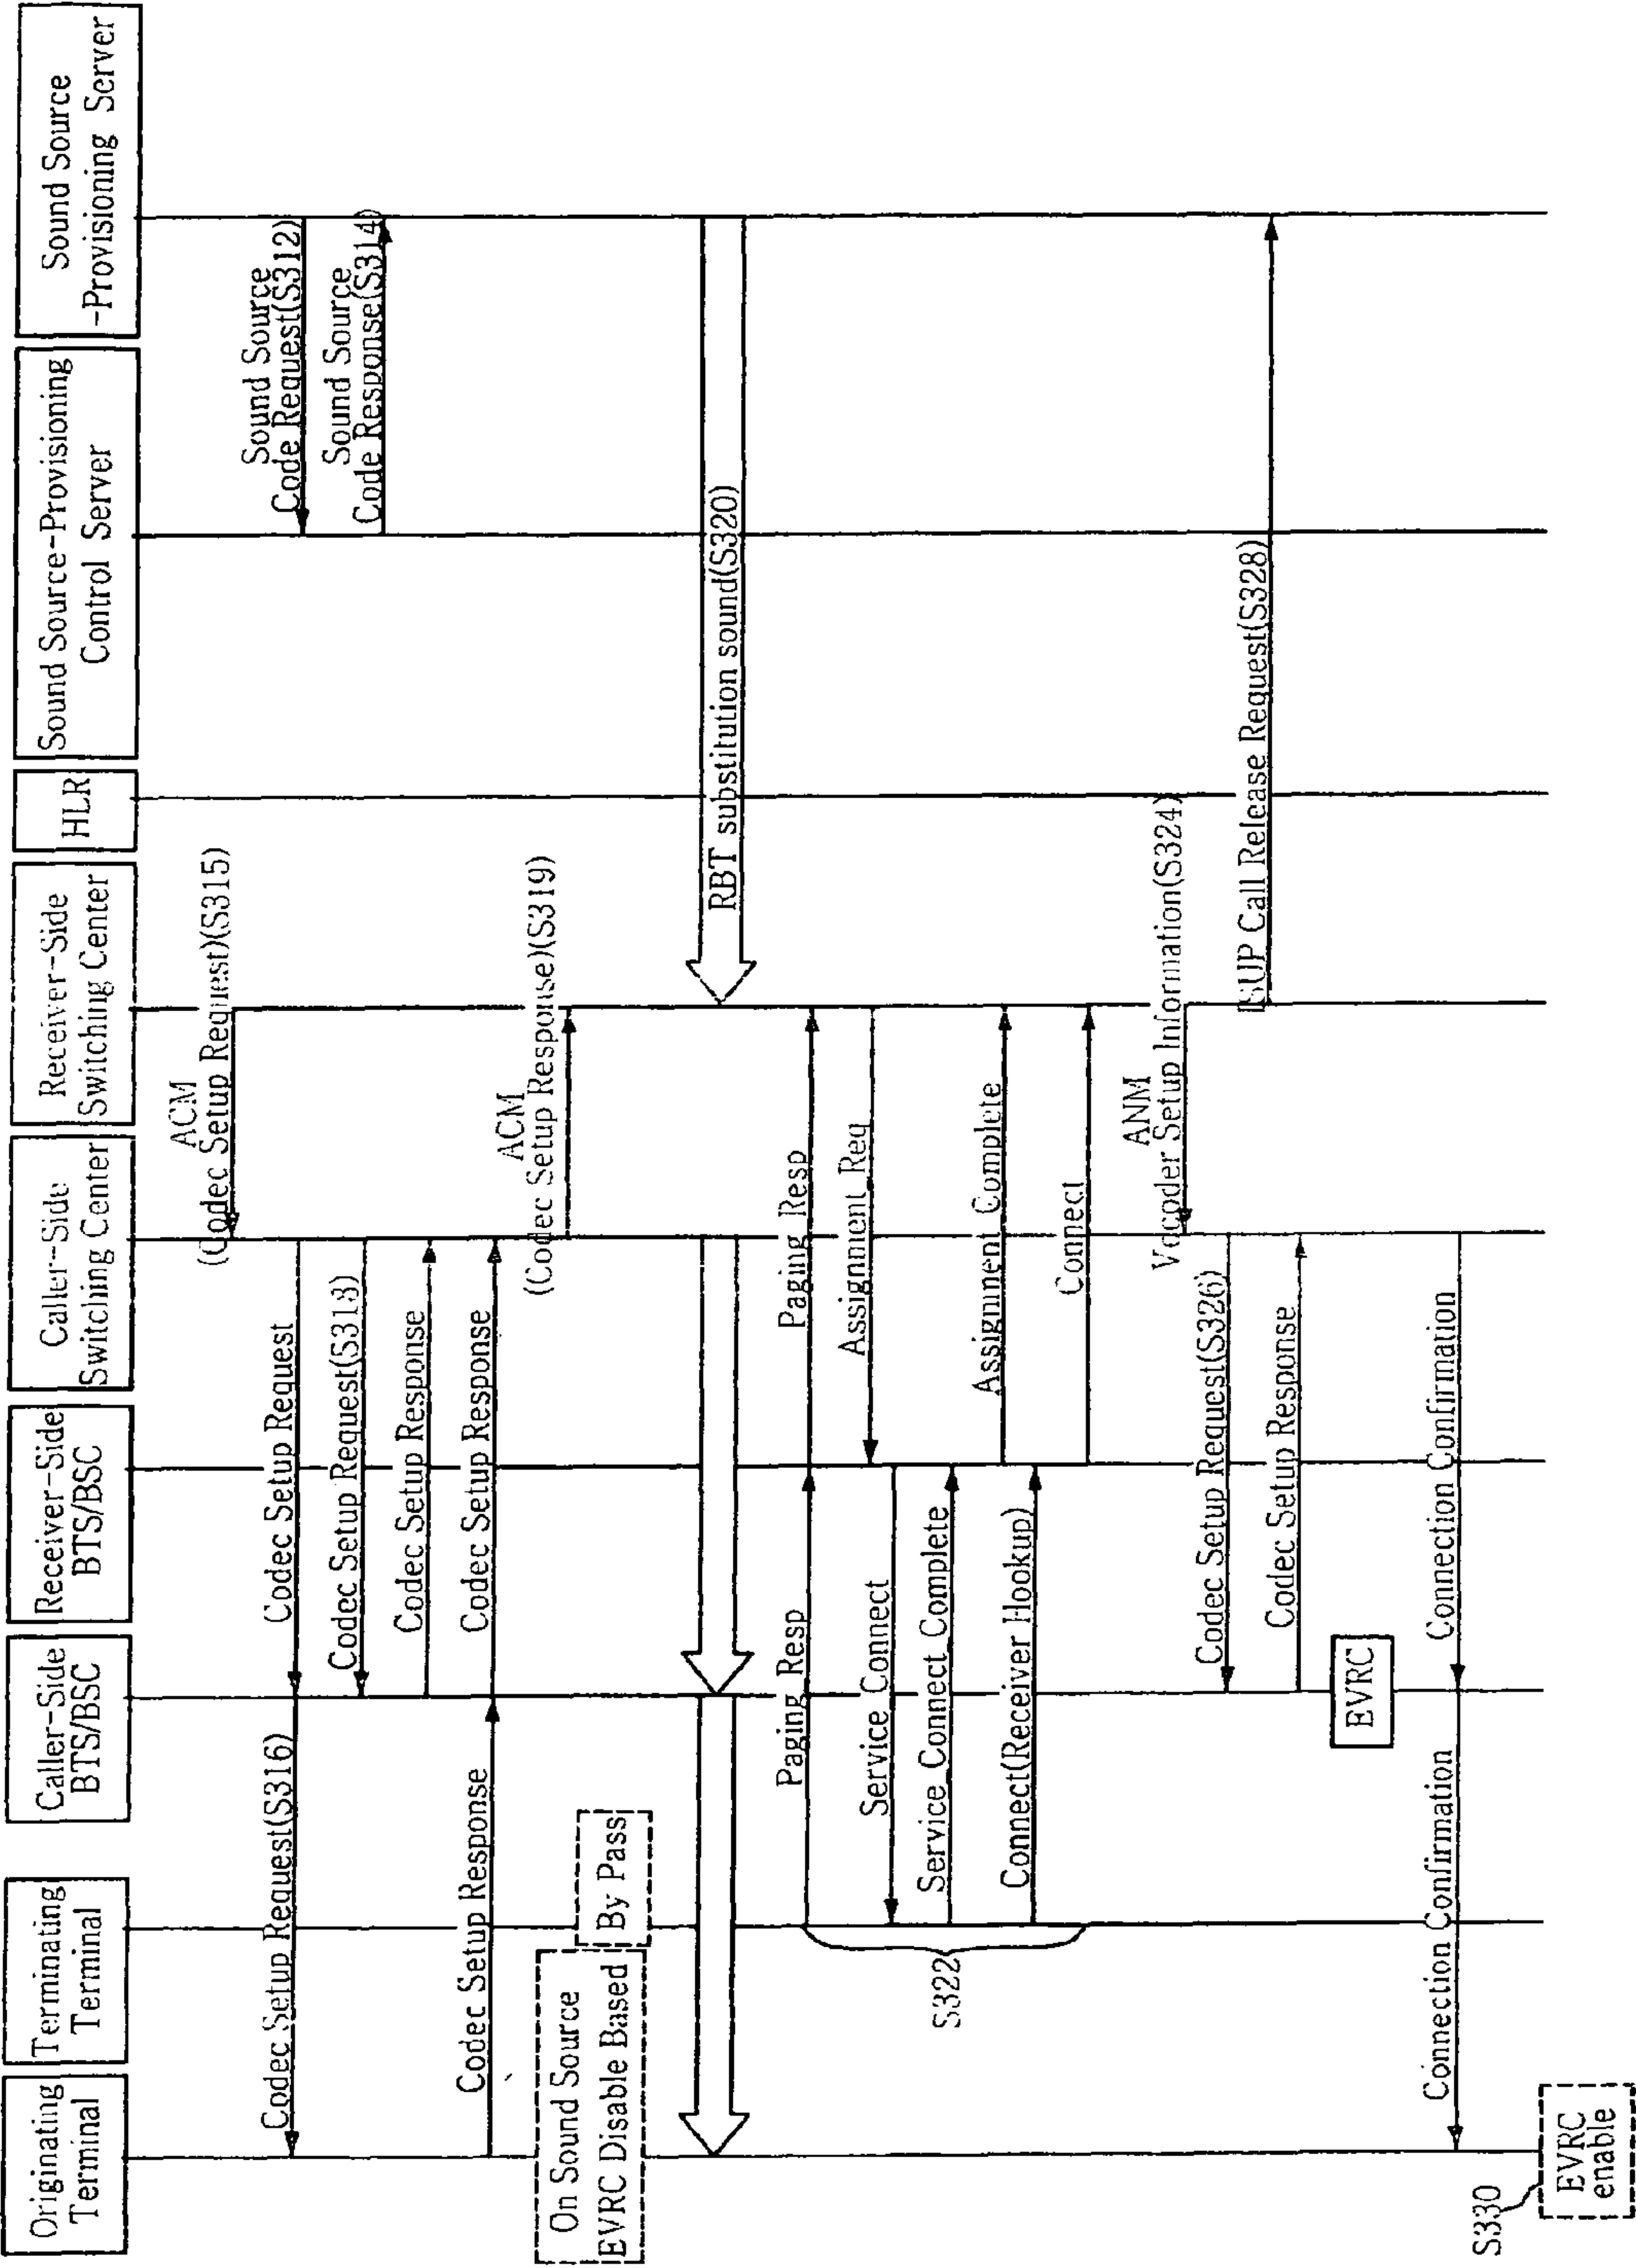 Originating
Terminal
Terminating
Terminal
Caller-Side
BTS/BSC
Receiver-Side
BTS/BSC
Caller-Side
Switching Center
Receiver-Side
Switching Center
HLR
Sound Source-Provisioning
Control Server
Sound Source
-Provisioning Server
ACM
(Codec Setup Request)(S315)
Sound Source
Code Request(S312)
Codec Setup Request
Codec Setup Request(S316)
Sound Source
Code Response(S314)
Codec Setup Request(S318)
Codec Setup Response
Codec Setup Response
Codec Setup Response
ACM
(Codec Setup Response)(S319)
On Sound Source
EVRC Disable Based
By Pass
RBT substitution sound(S320)
Paging Resp
Paging Resp
Assignment Req
Service Connect
Service Connect Complete
Assignment Complete
Connect(Receiver Hookup)
Connect
S322
ANM
Vocoder Setup Information(S324)
Codec Setup Request(S326)
ISUP Call Release Request(S328)
Codec Setup Response
EVRC
Connection Confirmation
Connection Confirmation
S330
EVRC
enable